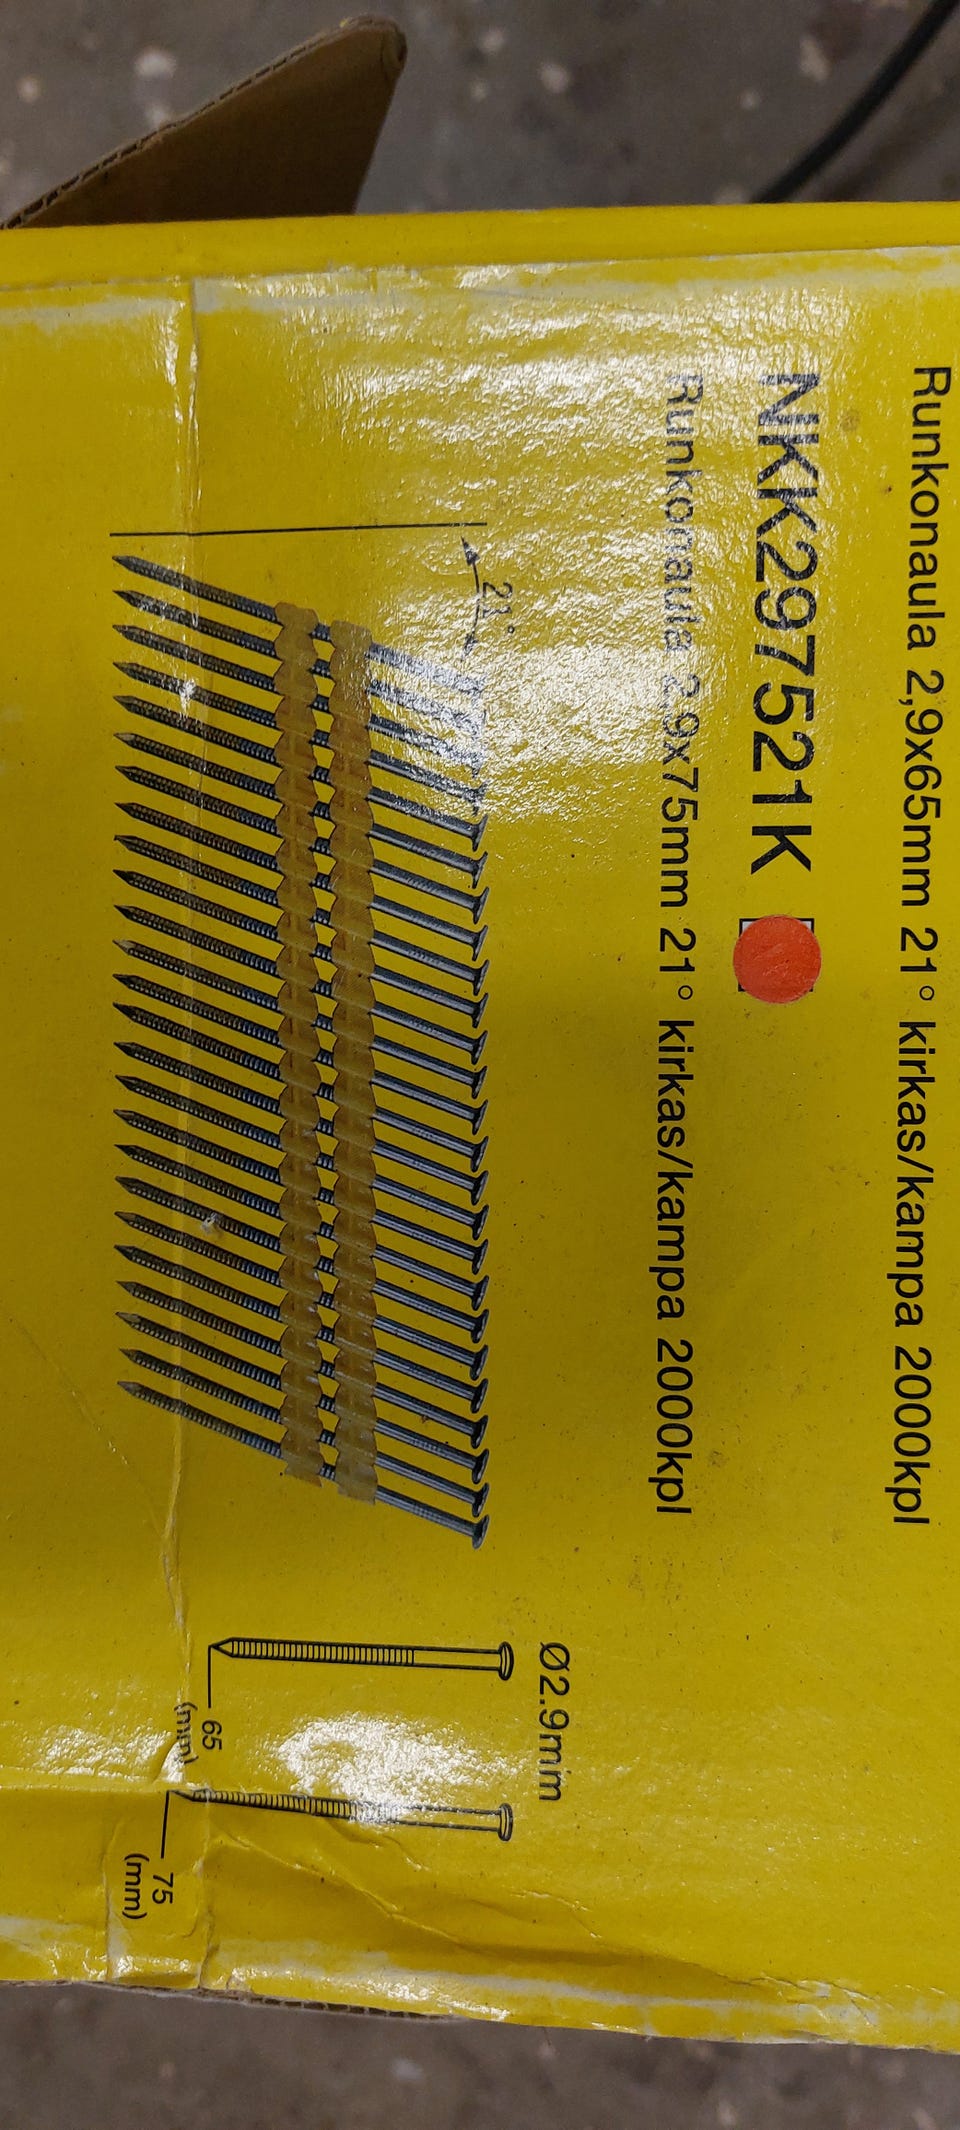 Runkonaula 2,9x65mm 21° kirkas/kampa 2000kpl
NKK297521K
Runkonaula 2,9x75mm 21° kirkas/kampa 2000kpl
21°
Ø2.9mm
65
(mm)
75
(mm)